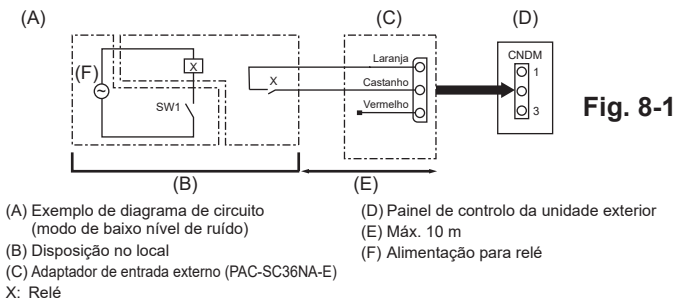 (A)
(C)
(D)
(F)
X
SW1
X
Laranja
Castanho
Vermelho
CNDM
1
3
Fig. 8-1
(B)
(E)
(A) Exemplo de diagrama de circuito
(modo de baixo nível de ruído)
(B) Disposição no local
(C) Adaptador de entrada externo (PAC-SC36NA-E)
X: Relé
(D) Painel de controlo da unidade exterior
(E) Máx. 10 m
(F) Alimentação para relé